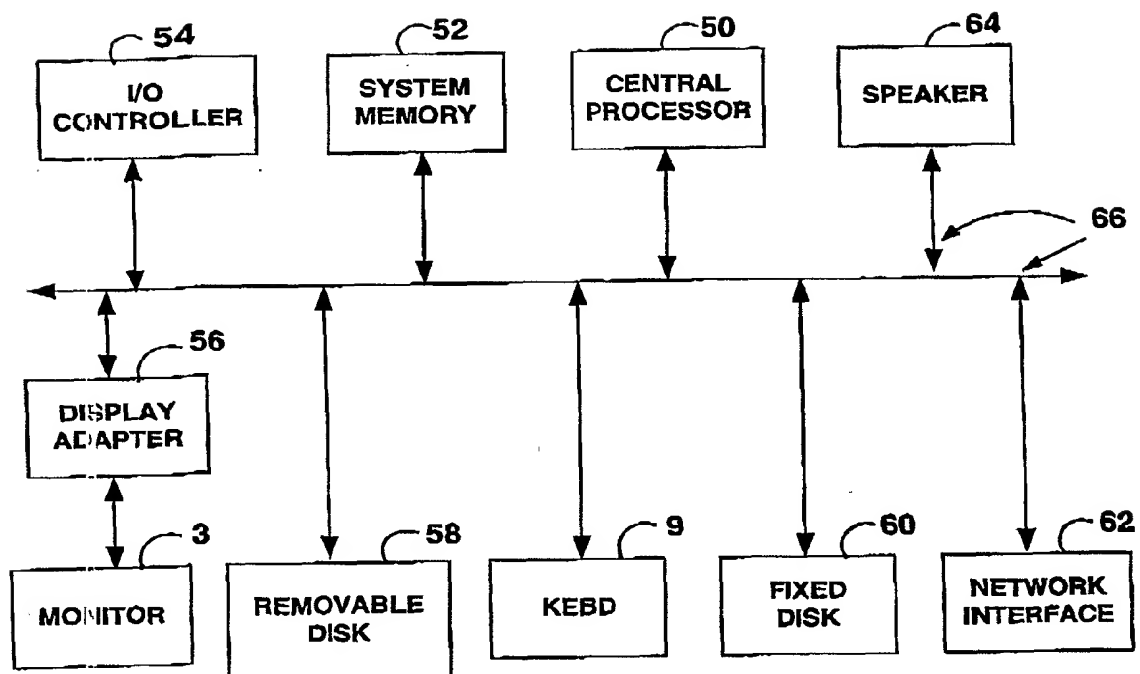 54
I/O
CONTROLLER
52
SYSTEM
MEMORY
50
CENTRAL
PROCESSOR
64
SPEAKER
66
56
DISPLAY
ADAPTER
3
MONITOR
58
REMOVABLE
DISK
9
KEBD
60
FIXED
DISK
62
NETWORK
INTERFACE